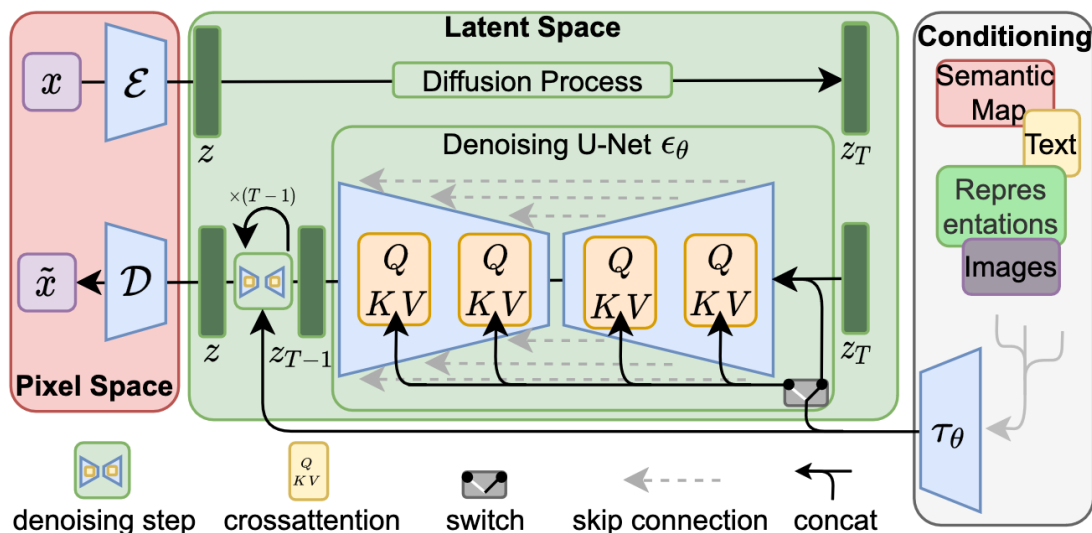 Latent Space
Conditioning
x
ℰ
Diffusion Process
Semantic
Map
z
z_T
Text
Denoising U-Net ϵ_θ
Repres
entations
×(T−1)
Images
x̃
𝒟
Q
KV
Q
KV
Q
KV
Q
KV
z
z_{T−1}
z_T
Pixel Space
τ_θ
Q
KV
denoising step
crossattention
switch
skip connection
concat